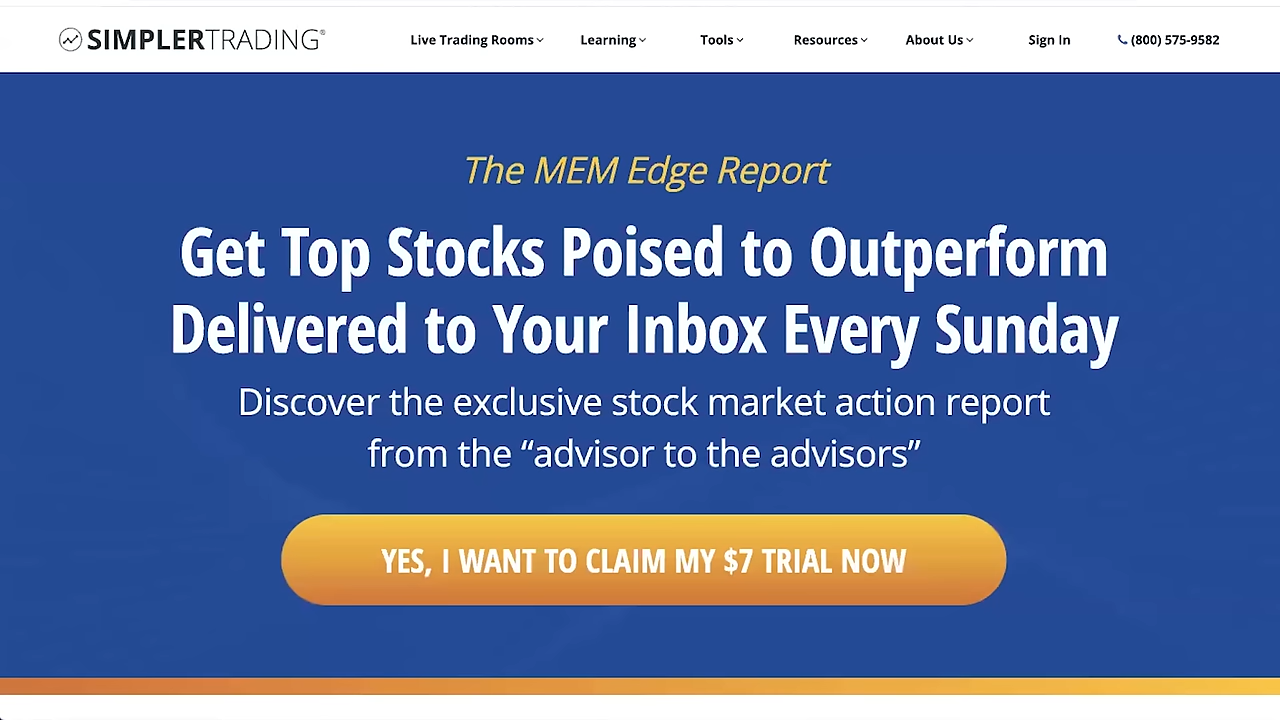 SIMPLERTRADING®
Live Trading Rooms
Learning
Tools
Resources
About Us
Sign In
(800) 575-9582
The MEM Edge Report
Get Top Stocks Poised to Outperform
Delivered to Your Inbox Every Sunday
Discover the exclusive stock market action report
from the “advisor to the advisors”
YES, I WANT TO CLAIM MY $7 TRIAL NOW